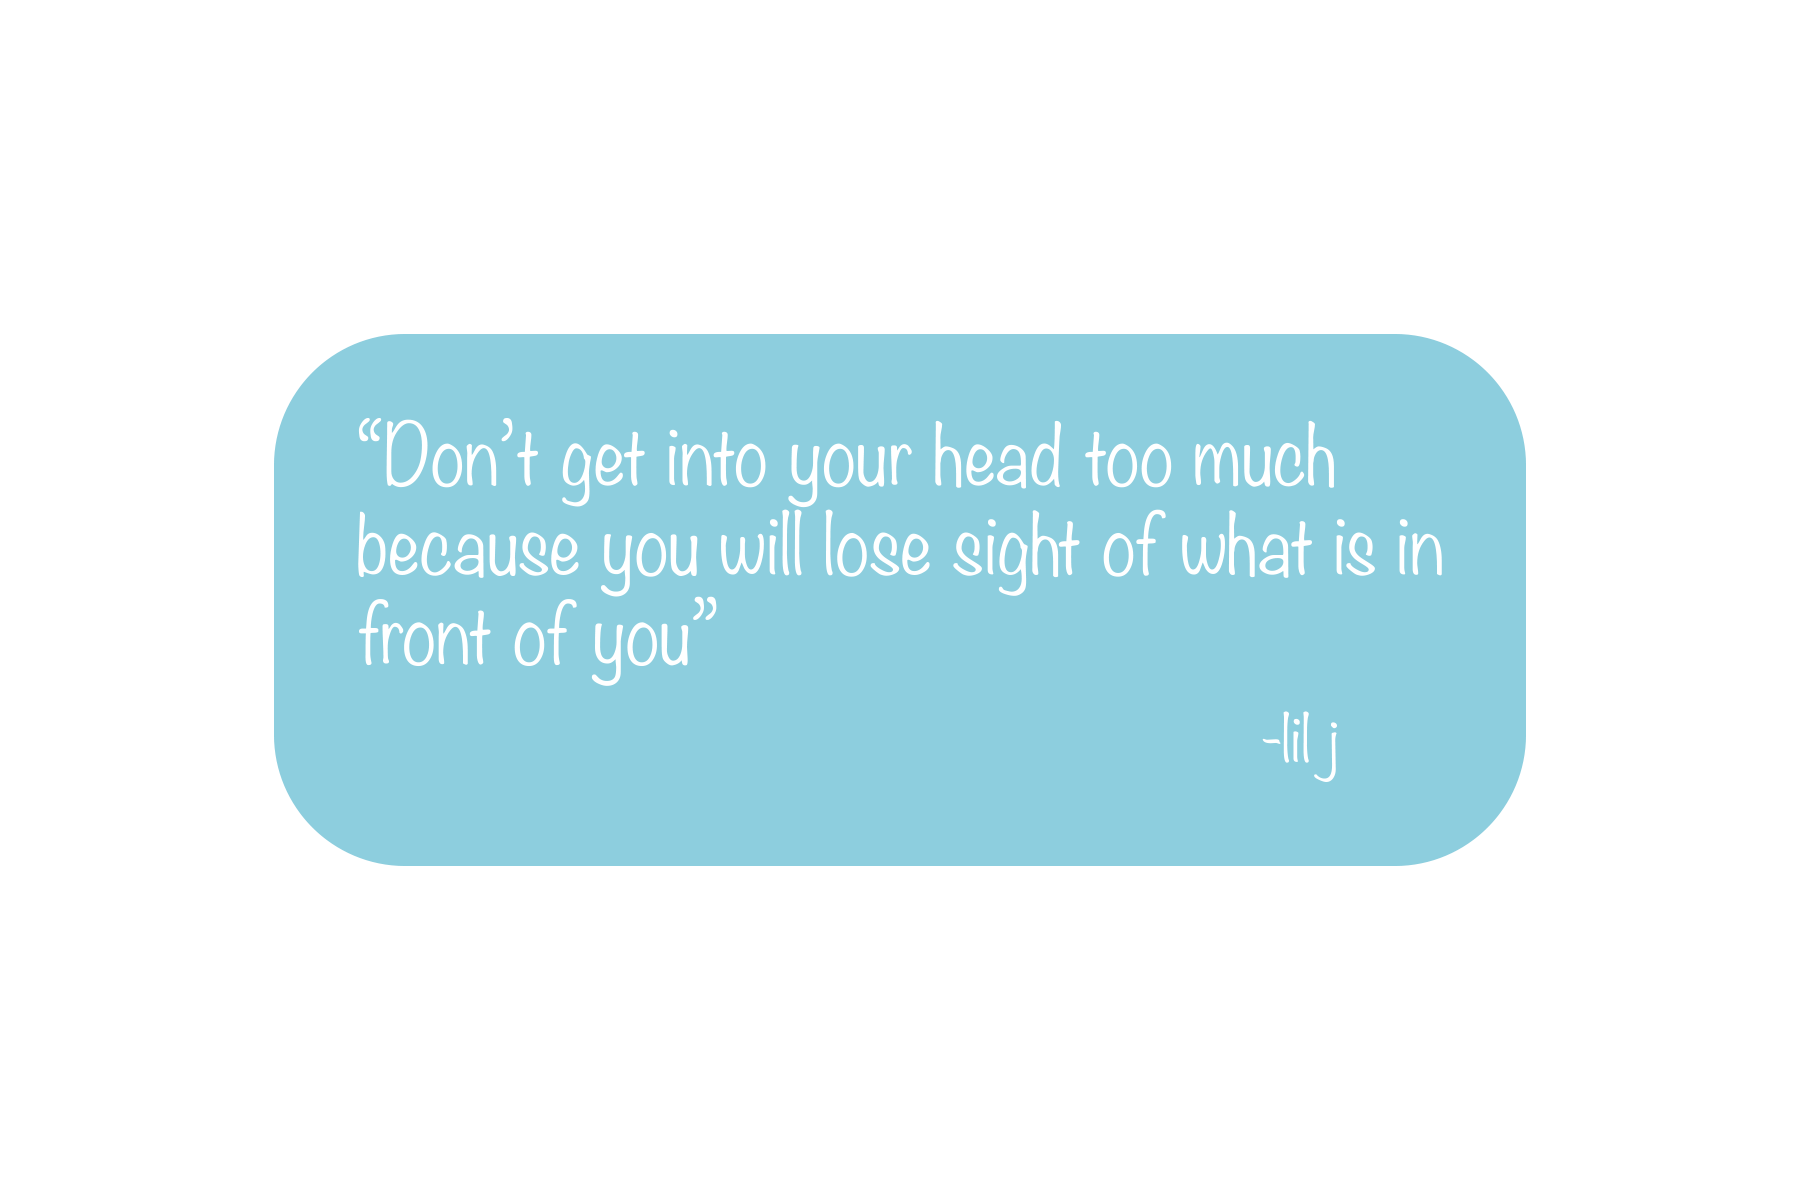 “Don’t get into your head too much
because you will lose sight of what is in
front of you”
-lil j